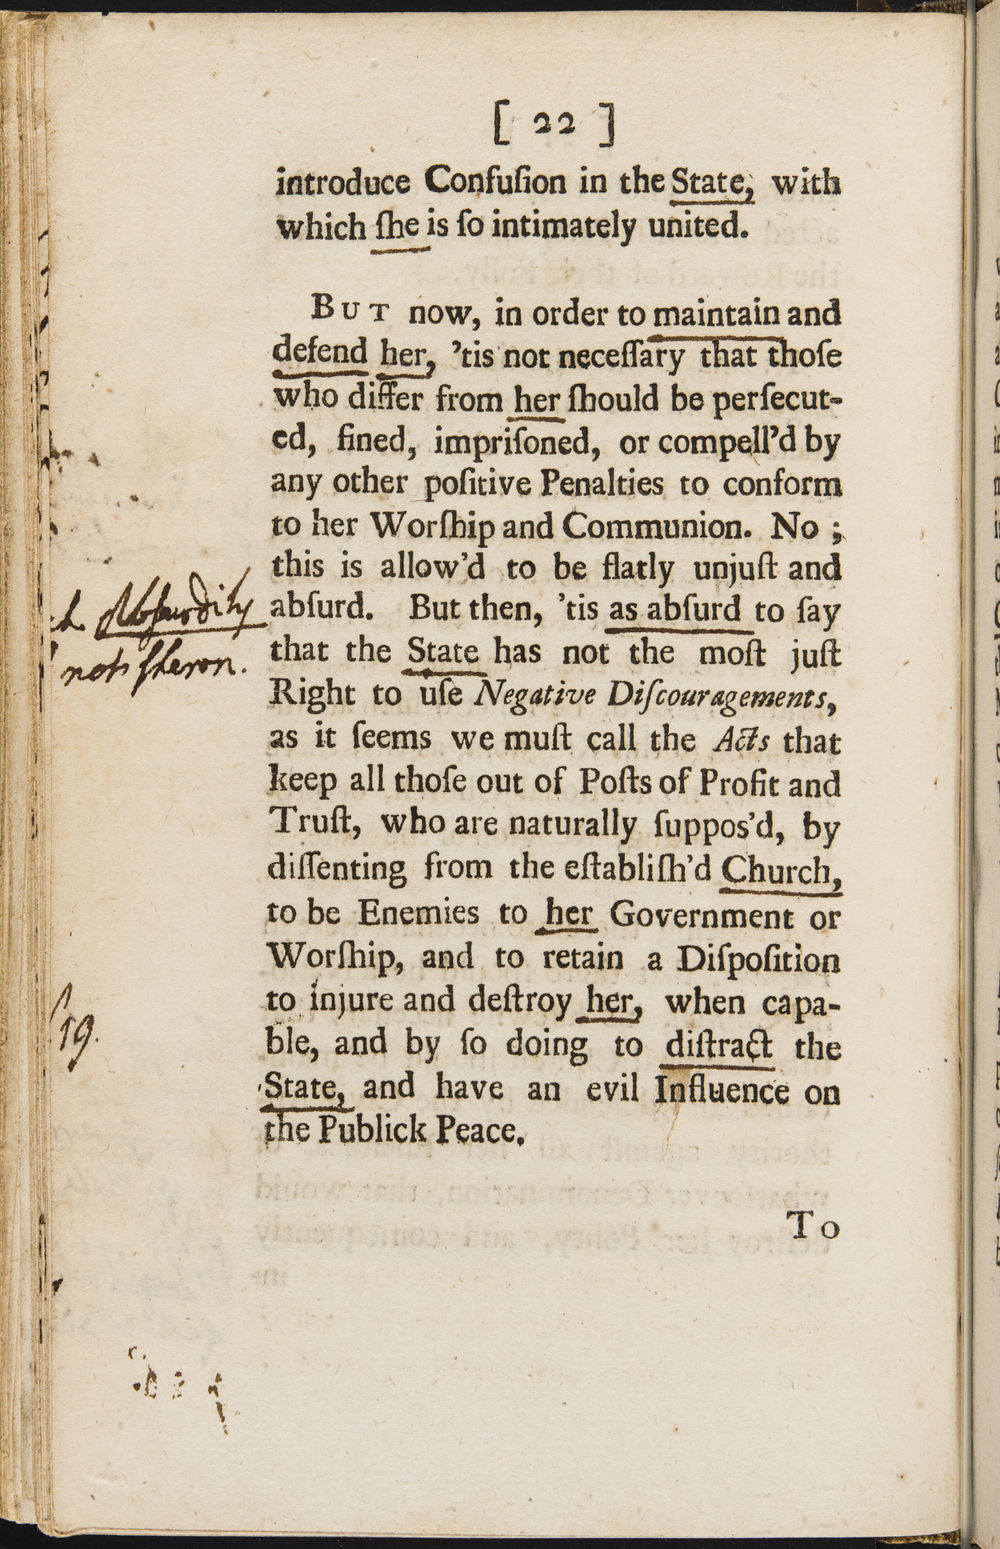 [ 22 ]
introduce Confuſion in the State, with
which ſhe is ſo intimately united.
BUT now, in order to maintain and
defend her, ’tis not neceſſary that thoſe
who differ from her ſhould be perſecut-
ed, fined, impriſoned, or compell’d by
any other poſitive Penalties to conform
to her Worſhip and Communion. No ;
this is allow’d to be flatly unjuſt and
abſurd. But then, ’tis as abſurd to ſay
that the State has not the moſt juſt
Right to uſe Negative Diſcouragements,
as it ſeems we muſt call the Acts that
keep all thoſe out of Poſts of Profit and
Truſt, who are naturally ſuppos’d, by
diſſenting from the eſtabliſh’d Church,
to be Enemies to her Government or
Worſhip, and to retain a Diſpoſition
to injure and deſtroy her, when capa-
ble, and by ſo doing to diſtract the
State, and have an evil Influence on
the Publick Peace.
To
Absurdity
not
19.